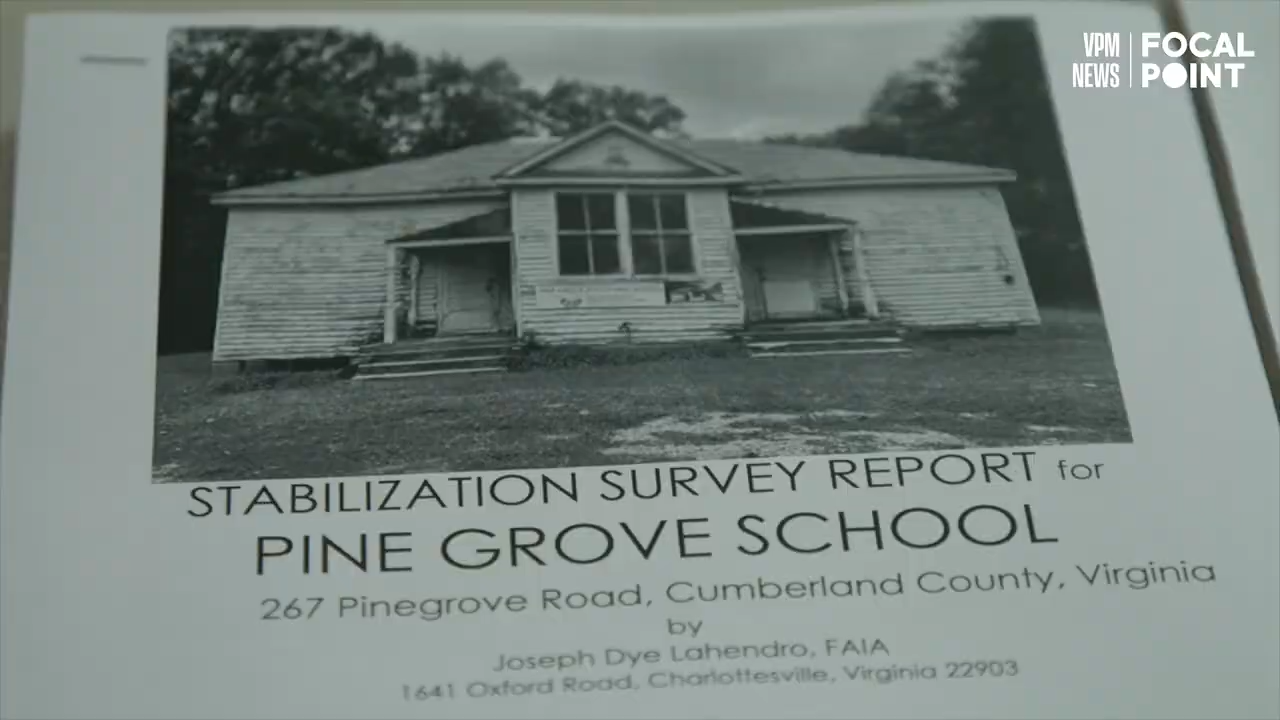 VPM NEWS | FOCAL POINT
STABILIZATION SURVEY REPORT for
PINE GROVE SCHOOL
267 Pinegrove Road, Cumberland County, Virginia
by
Joseph Dye Lahendro, FAIA
1641 Oxford Road, Charlottesville, Virginia 22903